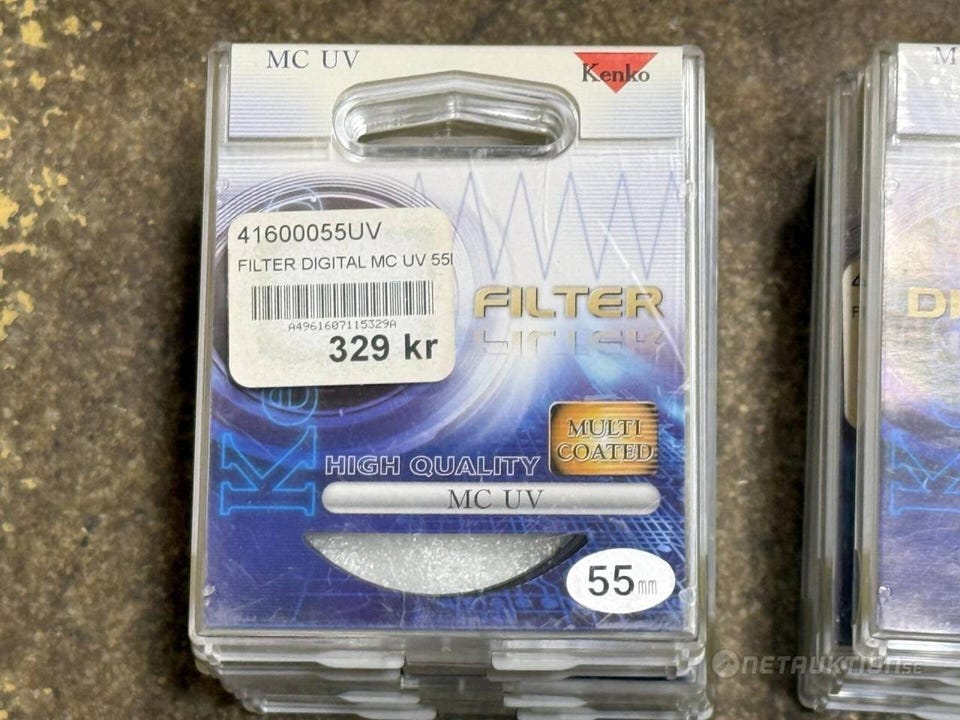 MC UV
Kenko
41600055UV
FILTER DIGITAL MC UV 55
A4961607115329A
329 kr
FILTER
MULTI
COATED
HIGH QUALITY
MC UV
55mm
NETAUKTION.SE